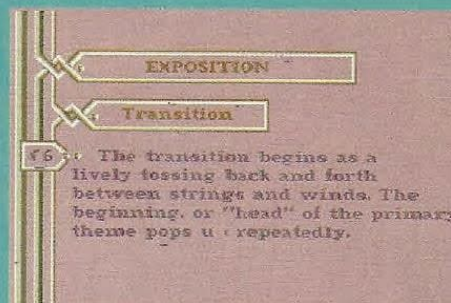 EXPOSITION
Transition
The transition begins as a
lively tossing back and forth
between strings and winds. The
beginning, or "head" of the primary
theme pops repeatedly.